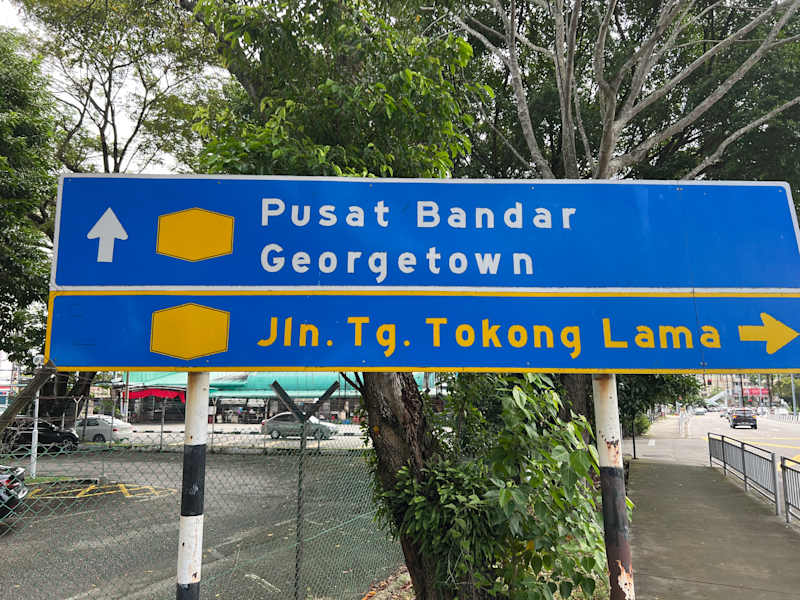 Pusat Bandar
Georgetown
Jln. Tg. Tokong Lama